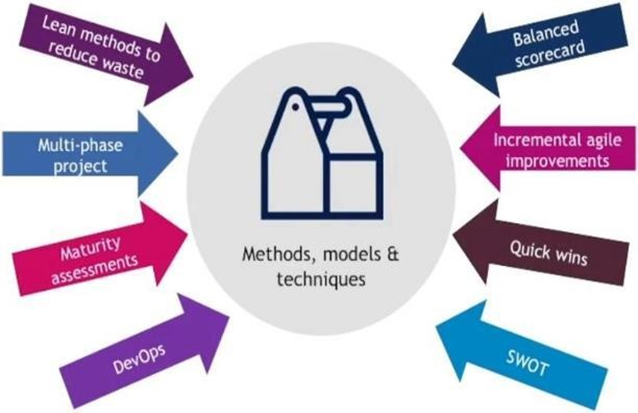 Lean methods to
reduce waste
Multi-phase
project
Maturity
assessments
DevOps
Methods, models &
techniques
Balanced
scorecard
Incremental agile
improvements
Quick wins
SWOT